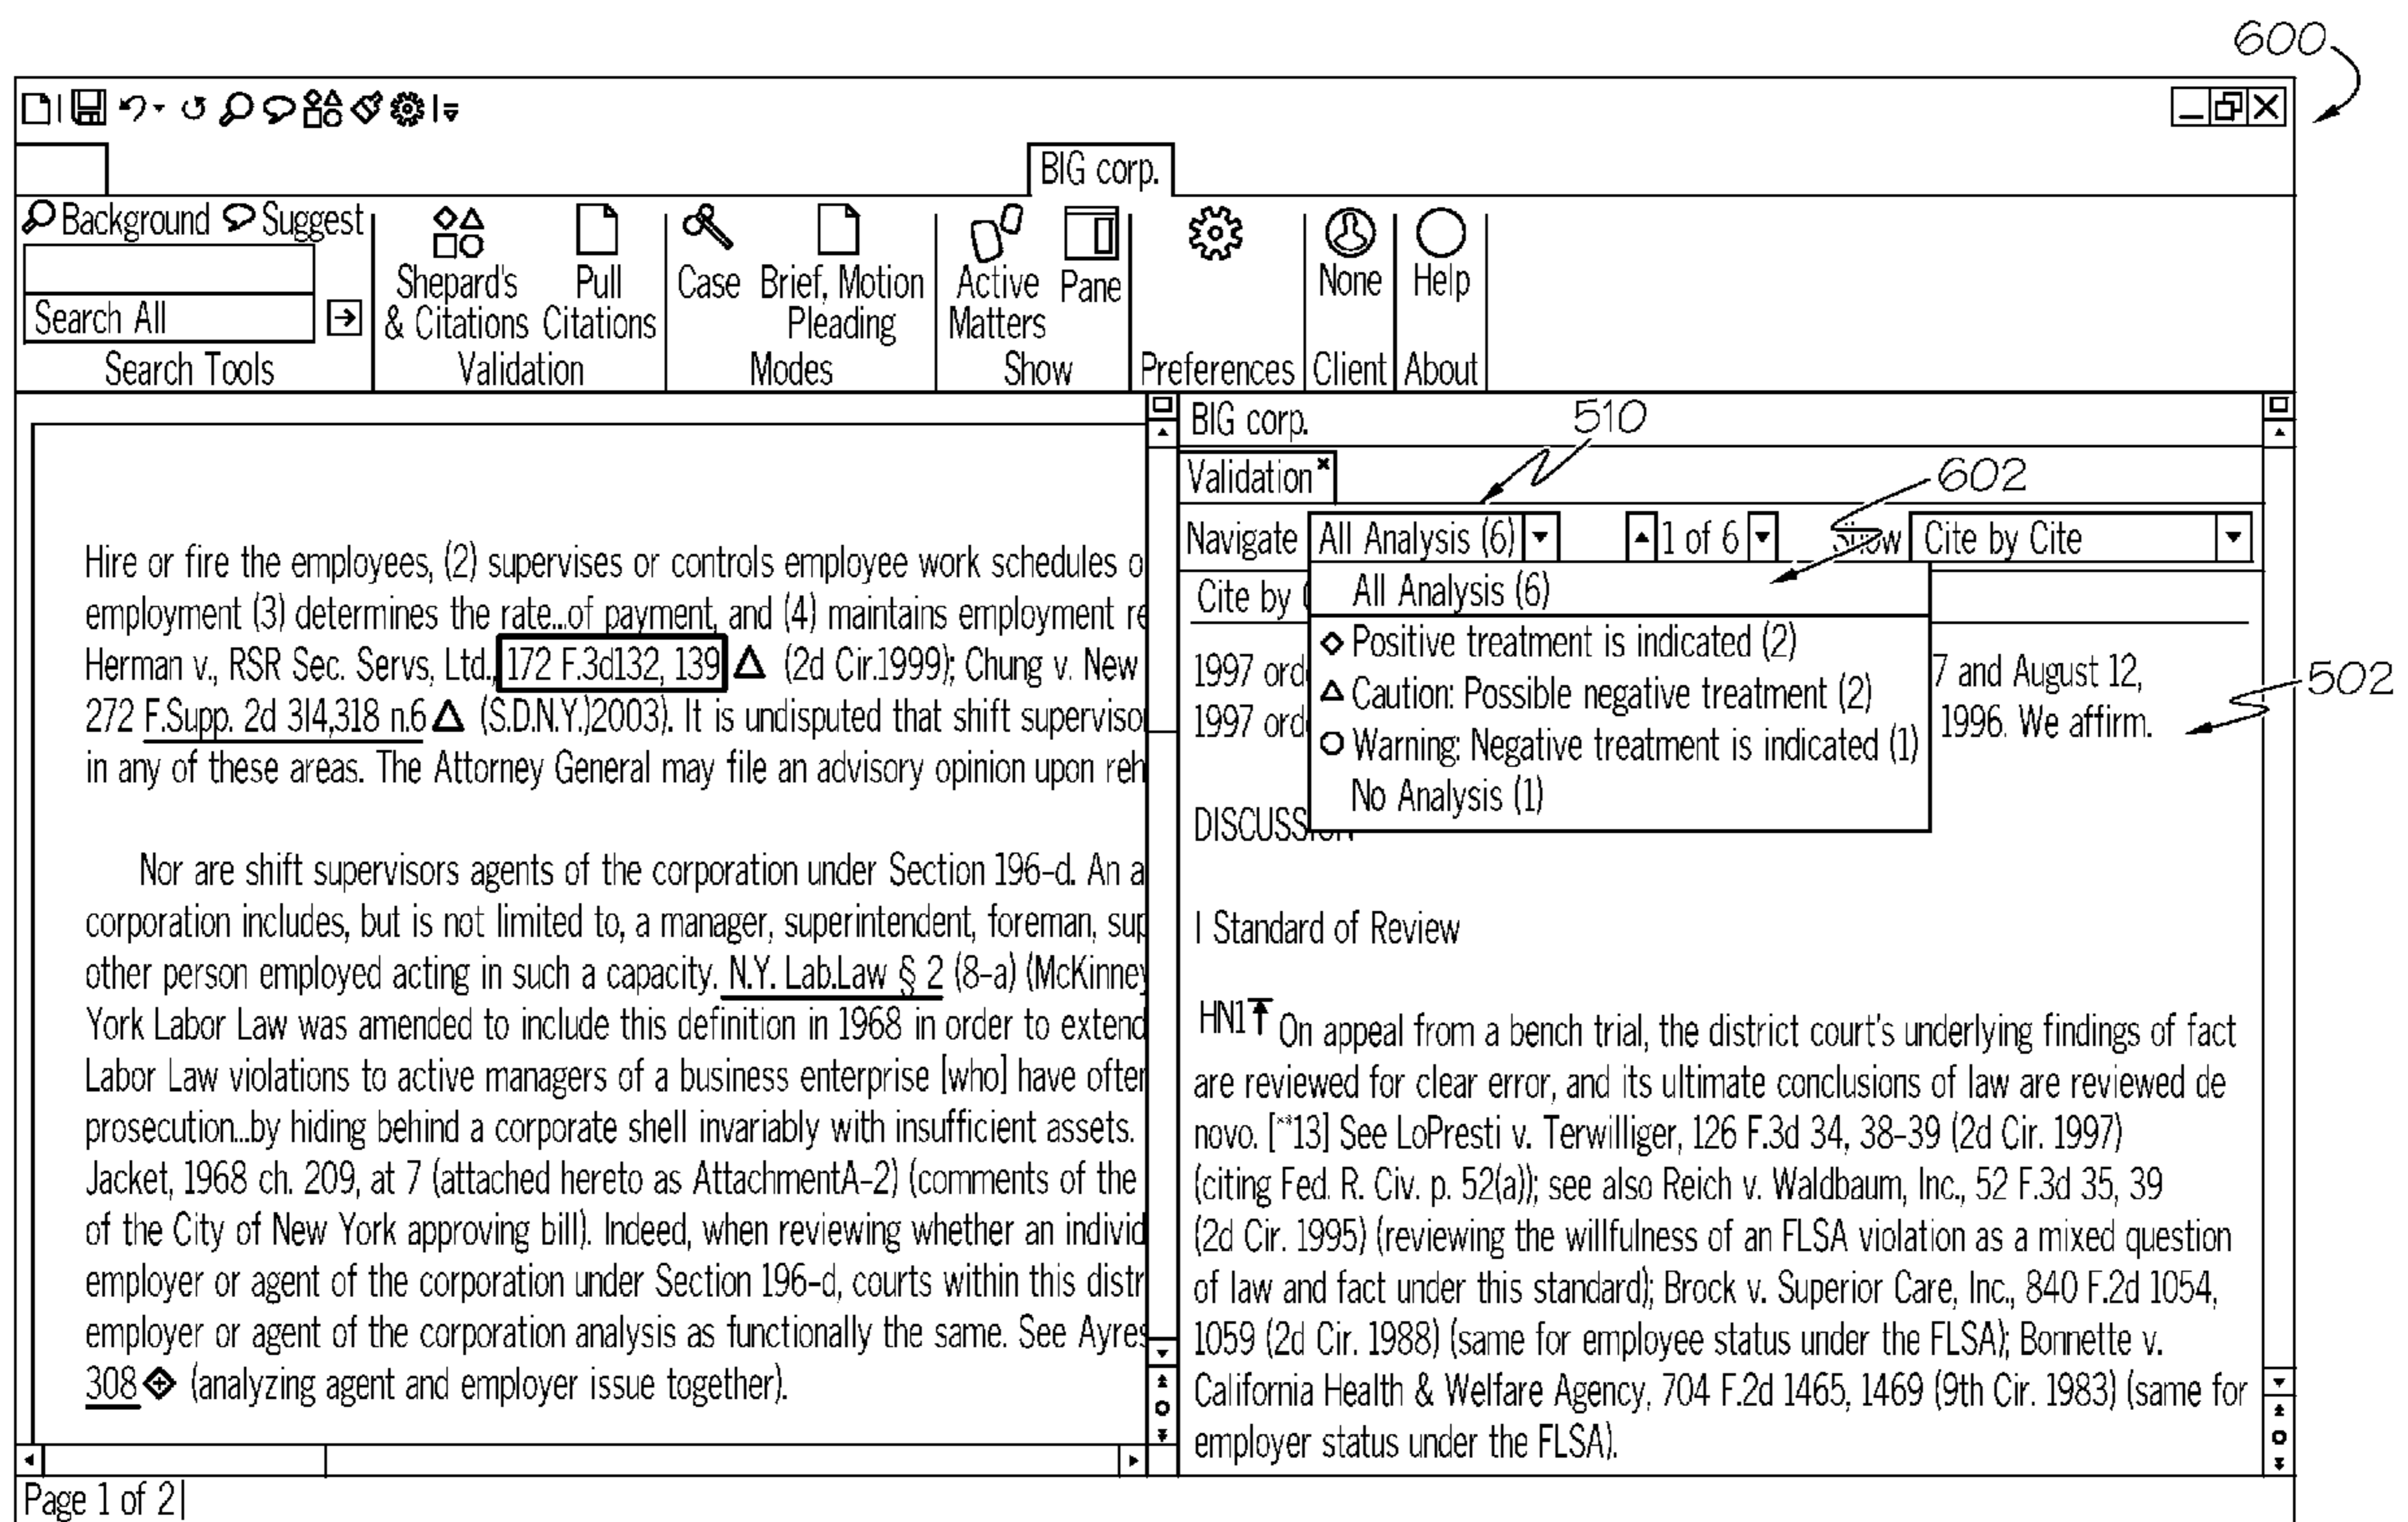 600
BIG corp.
Background Suggest
Search All
Search Tools
Shepard's & Citations
Pull Citations
Validation
Case
Brief, Motion Pleading
Modes
Active Matters
Pane
Show
Preferences
None
Client
Help
About
Hire or fire the employees, (2) supervises or controls employee work schedules o
employment (3) determines the rate...of payment, and (4) maintains employment re
Herman v., RSR Sec. Servs, Ltd., 172 F.3d132, 139 (2d Cir.1999); Chung v. New
272 F.Supp. 2d 314,318 n.6 (S.D.N.Y.)2003). It is undisputed that shift superviso
in any of these areas. The Attorney General may file an advisory opinion upon reh
Nor are shift supervisors agents of the corporation under Section 196-d. An a
corporation includes, but is not limited to, a manager, superintendent, foreman, sup
other person employed acting in such a capacity. N.Y. Lab.Law § 2 (8-a) (McKinney
York Labor Law was amended to include this definition in 1968 in order to extend
Labor Law violations to active managers of a business enterprise [who] have often
prosecution...by hiding behind a corporate shell invariably with insufficient assets.
Jacket, 1968 ch. 209, at 7 (attached hereto as AttachmentA-2) (comments of the
of the City of New York approving bill). Indeed, when reviewing whether an individ
employer or agent of the corporation under Section 196-d, courts within this distr
employer or agent of the corporation analysis as functionally the same. See Ayres
308 (analyzing agent and employer issue together).
Page 1 of 2
BIG corp.
510
Validation x
602
Navigate All Analysis (6) 1 of 6 Show Cite by Cite
Cite by
All Analysis (6)
Positive treatment is indicated (2)
Caution: Possible negative treatment (2)
Warning: Negative treatment is indicated (1)
No Analysis (1)
1997 ord 7 and August 12,
502
1997 ord 1996. We affirm.
DISCUSSION
I Standard of Review
HN1 On appeal from a bench trial, the district court's underlying findings of fact
are reviewed for clear error, and its ultimate conclusions of law are reviewed de
novo. [**13] See LoPresti v. Terwilliger, 126 F.3d 34, 38-39 (2d Cir. 1997)
(citing Fed. R. Civ. p. 52(a)); see also Reich v. Waldbaum, Inc., 52 F.3d 35, 39
(2d Cir. 1995) (reviewing the willfulness of an FLSA violation as a mixed question
of law and fact under this standard); Brock v. Superior Care, Inc., 840 F.2d 1054,
1059 (2d Cir. 1988) (same for employee status under the FLSA); Bonnette v.
California Health & Welfare Agency, 704 F.2d 1465, 1469 (9th Cir. 1983) (same for
employer status under the FLSA).